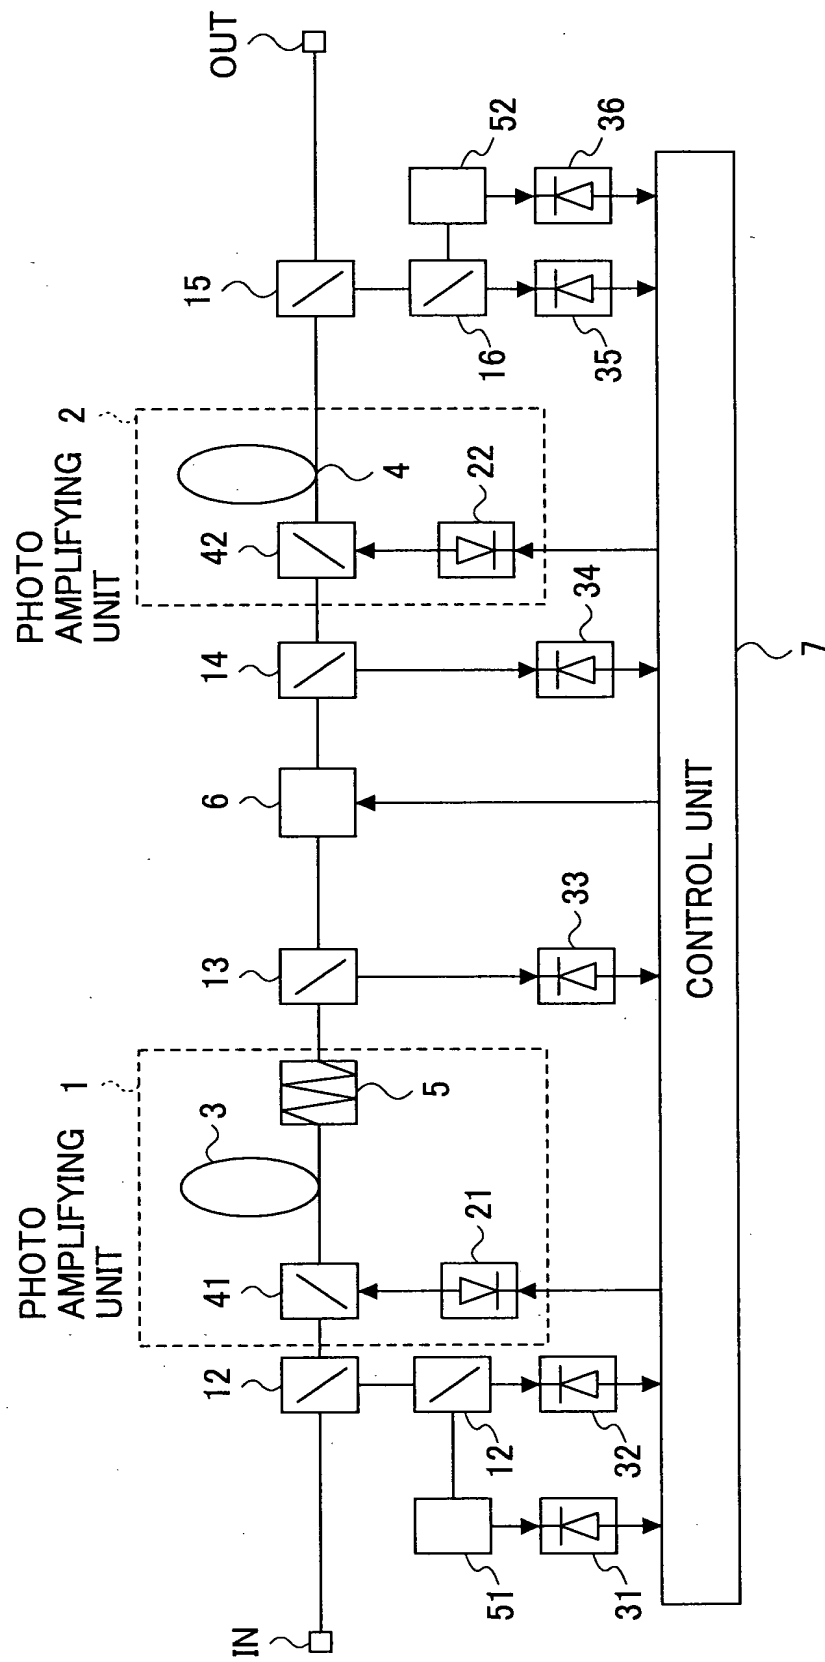 PHOTO
AMPLIFYING 1
UNIT
PHOTO
AMPLIFYING 2
UNIT
3
IN
12
41
5
13
6
14
42
4
15
OUT
21
22
51
12
16
52
31
32
33
34
35
36
CONTROL UNIT
7